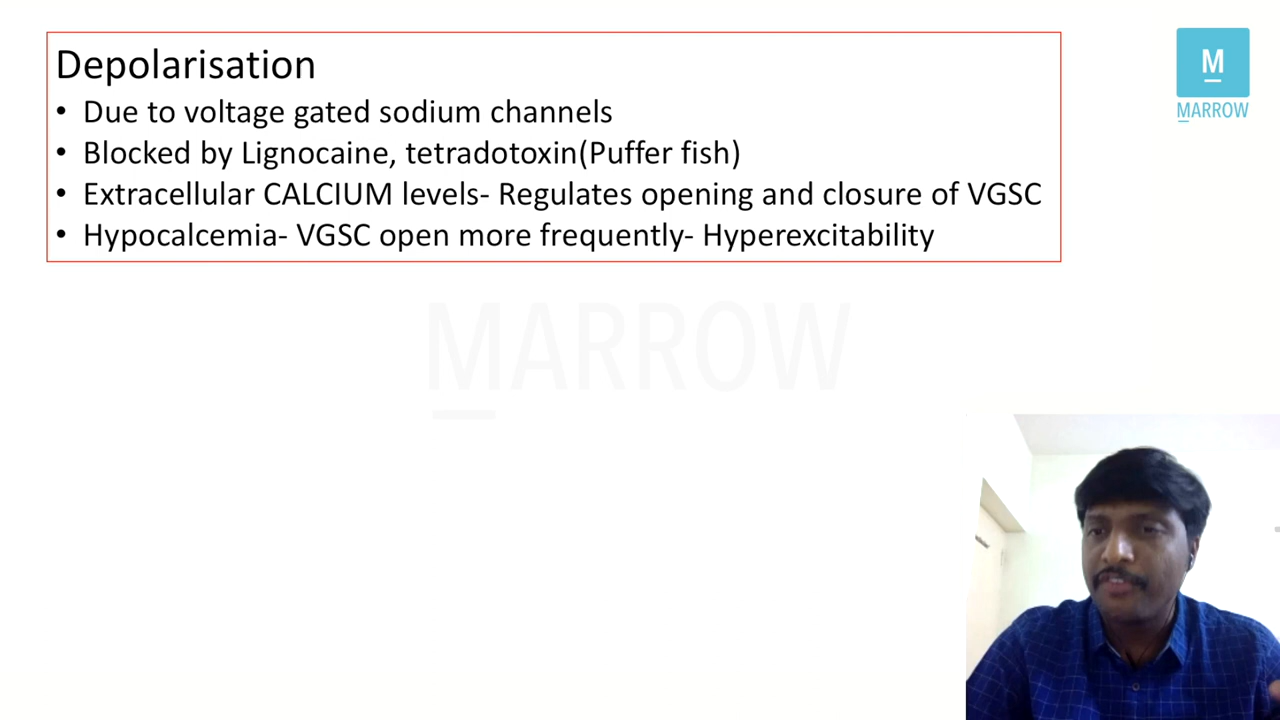 Depolarisation
• Due to voltage gated sodium channels
• Blocked by Lignocaine, tetradotoxin(Puffer fish)
• Extracellular CALCIUM levels- Regulates opening and closure of VGSC
• Hypocalcemia- VGSC open more frequently- Hyperexcitability
M
MARROW
MARROW